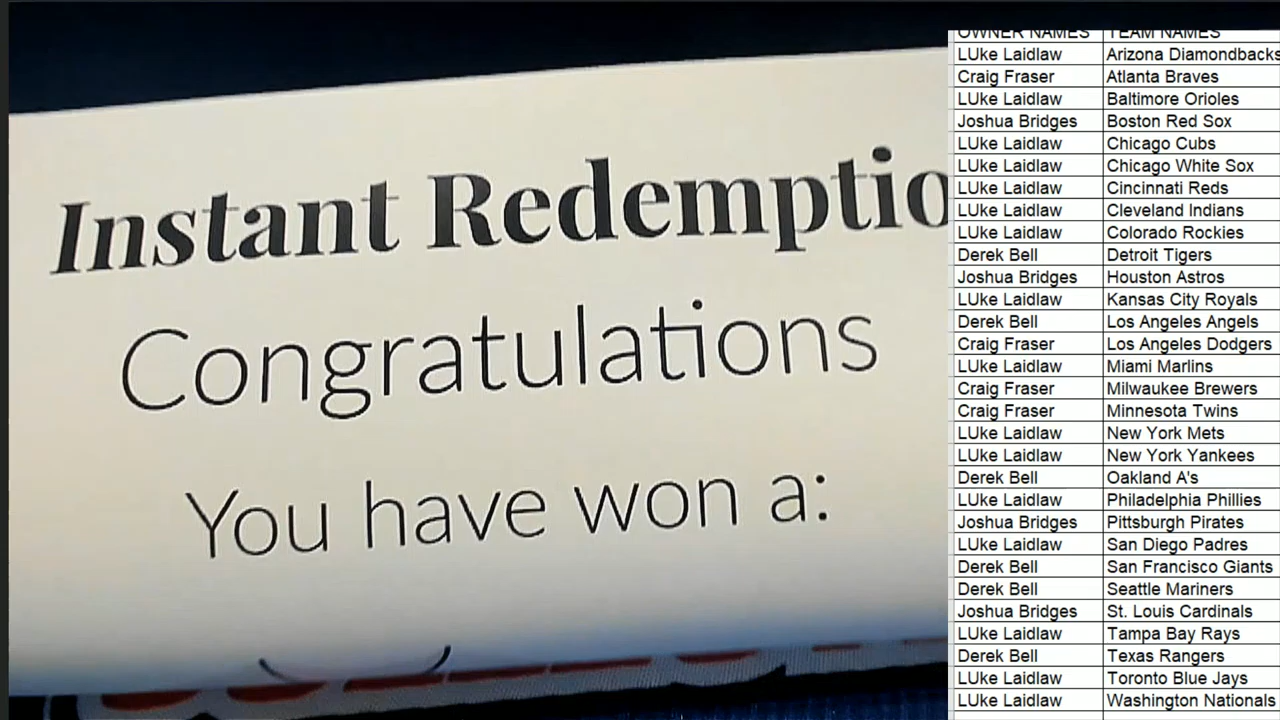 Instant Redemptio
Congratulations
You have won a:
OWNER NAMES TEAM NAMES
LUke Laidlaw Arizona Diamondbacks
Craig Fraser Atlanta Braves
LUke Laidlaw Baltimore Orioles
Joshua Bridges Boston Red Sox
LUke Laidlaw Chicago Cubs
LUke Laidlaw Chicago White Sox
LUke Laidlaw Cincinnati Reds
LUke Laidlaw Cleveland Indians
LUke Laidlaw Colorado Rockies
Derek Bell Detroit Tigers
Joshua Bridges Houston Astros
LUke Laidlaw Kansas City Royals
Derek Bell Los Angeles Angels
Craig Fraser Los Angeles Dodgers
LUke Laidlaw Miami Marlins
Craig Fraser Milwaukee Brewers
Craig Fraser Minnesota Twins
LUke Laidlaw New York Mets
LUke Laidlaw New York Yankees
Derek Bell Oakland A's
LUke Laidlaw Philadelphia Phillies
Joshua Bridges Pittsburgh Pirates
LUke Laidlaw San Diego Padres
Derek Bell San Francisco Giants
Derek Bell Seattle Mariners
Joshua Bridges St. Louis Cardinals
LUke Laidlaw Tampa Bay Rays
Derek Bell Texas Rangers
LUke Laidlaw Toronto Blue Jays
LUke Laidlaw Washington Nationals